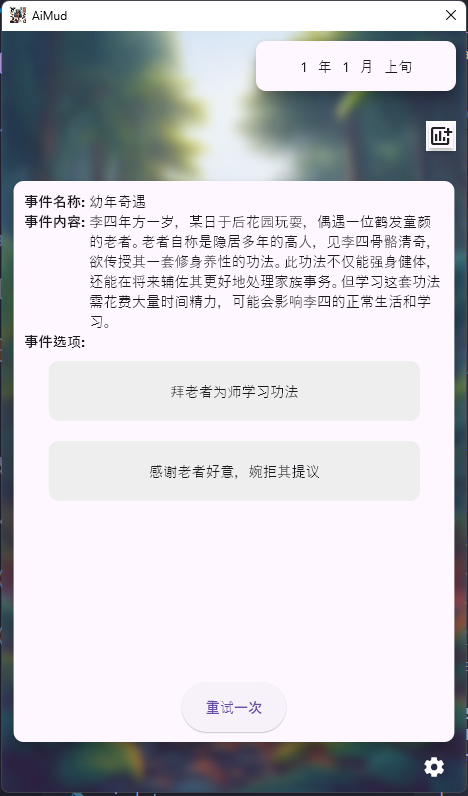 AiMud
1 年 1 月 上旬
事件名称: 幼年奇遇
事件内容: 李四年方一岁，某日于后花园玩耍，偶遇一位鹤发童颜
的老者。老者自称是隐居多年的高人，见李四骨骼清奇，
欲传授其一套修身养性的功法。此功法不仅能强身健体，
还能在将来辅佐其更好地处理家族事务。但学习这套功法
需花费大量时间精力，可能会影响李四的正常生活和学
习。
事件选项:
拜老者为师学习功法
感谢老者好意，婉拒其提议
重试一次